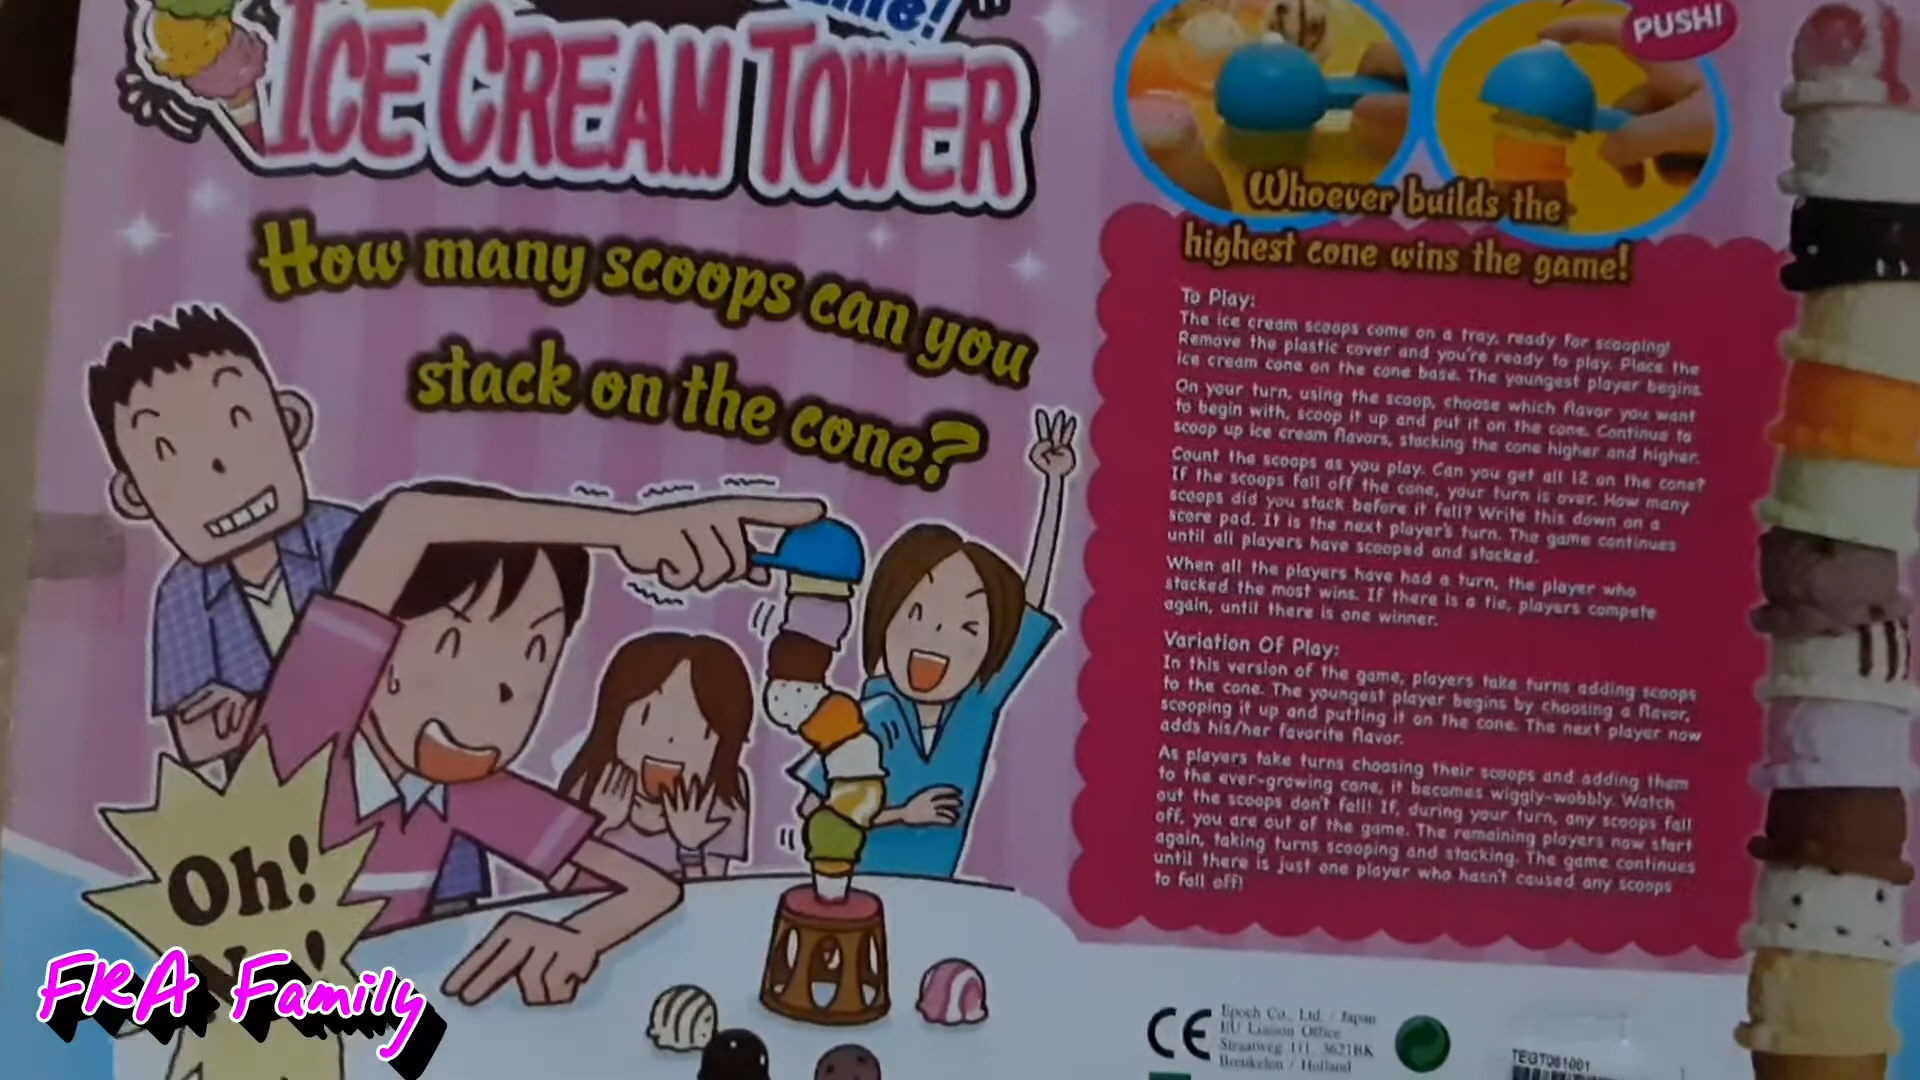 ICE CREAM TOWER
How many scoops can you
stack on the cone?
Oh!
FRA Family
PUSH!
Whoever builds the
highest cone wins the game!
To Play:
The ice cream scoops come on a tray, ready for scooping!
Remove the plastic cover and you're ready to play. Place the
ice cream cone on the cone base. The youngest player begins.
On your turn, using the scoop, choose which flavor you want
to begin with, scoop it up and put it on the cone. Continue to
scoop up ice cream flavors, stacking the cone higher and higher.
Count the scoops as you play. Can you get all 12 on the cone?
If the scoops fall off the cone, your turn is over. How many
scoops did you stack before it fell? Write this down on a
score pad. It is the next player's turn. The game continues
until all players have scooped and stacked.
When all the players have had a turn, the player who
stacked the most wins. If there is a tie, players compete
again, until there is one winner.
Variation Of Play:
In this version of the game, players take turns adding scoops
to the cone. The youngest player begins by choosing a flavor,
scooping it up and putting it on the cone. The next player now
adds his/her favorite flavor.
As players take turns choosing their scoops and adding them
to the ever-growing cone, it becomes wiggly-wobbly. Watch
out the scoops don't fall! If, during your turn, any scoops fall
off, you are out of the game. The remaining players now start
again, taking turns scooping and stacking. The game continues
until there is just one player who hasn't caused any scoops
to fall off!
CE
Epoch Co., Ltd. / Japan
EU Liaison Office
Straatweg 111, 3621BK
Breukelen / Holland
TEGT061001